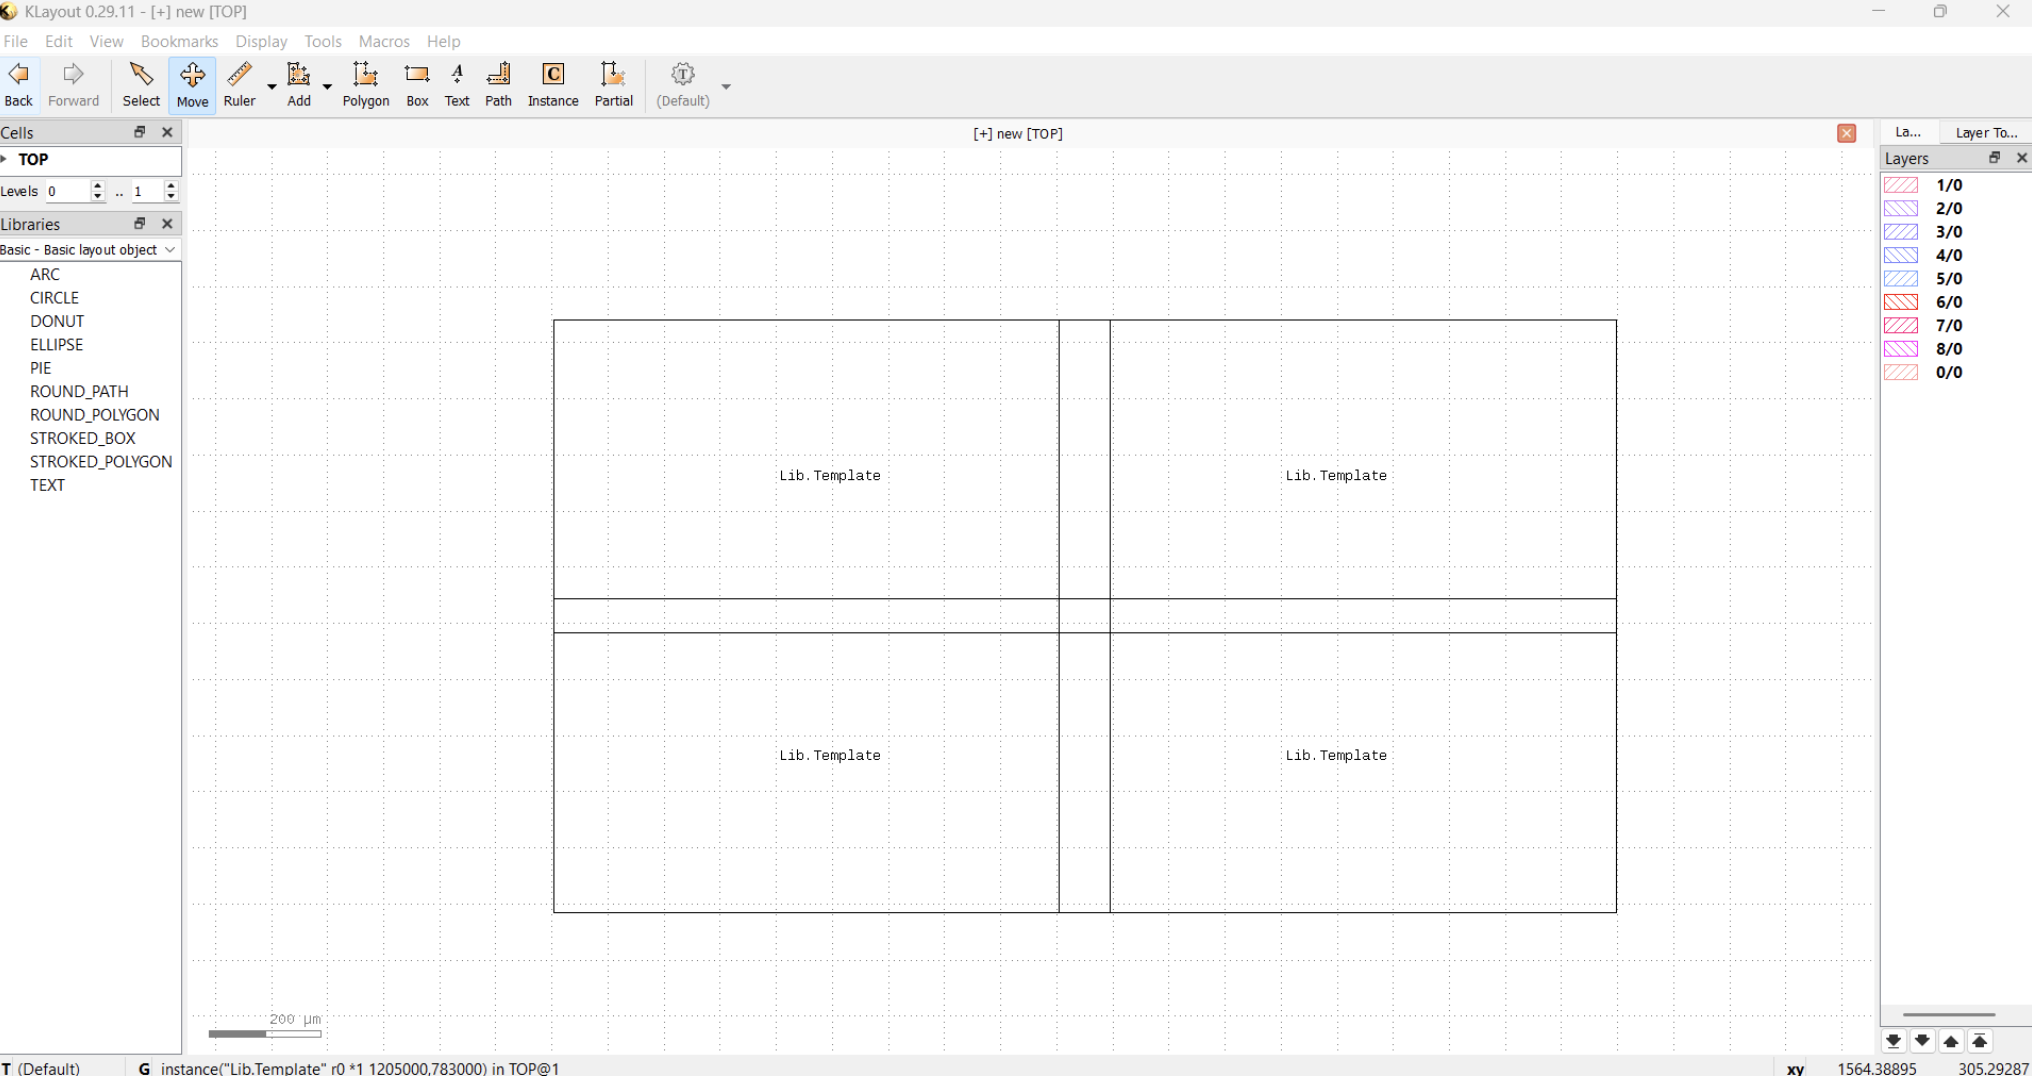 KLayout 0.29.11 - [+] new [TOP]
File Edit View Bookmarks Display Tools Macros Help
Back Forward Select Move Ruler Add Polygon Box Text Path Instance Partial (Default)
Cells
TOP
Levels 0 .. 1
Libraries
Basic - Basic layout object
ARC
CIRCLE
DONUT
ELLIPSE
PIE
ROUND_PATH
ROUND_POLYGON
STROKED_BOX
STROKED_POLYGON
TEXT
[+] new [TOP]
Lib.Template Lib.Template
Lib.Template Lib.Template
200 µm
La... Layer To...
Layers
1/0
2/0
3/0
4/0
5/0
6/0
7/0
8/0
0/0
T (Default) G instance("Lib.Template" r0 *1 1205000,783000) in TOP@1 xy 1564.38895 305.29287